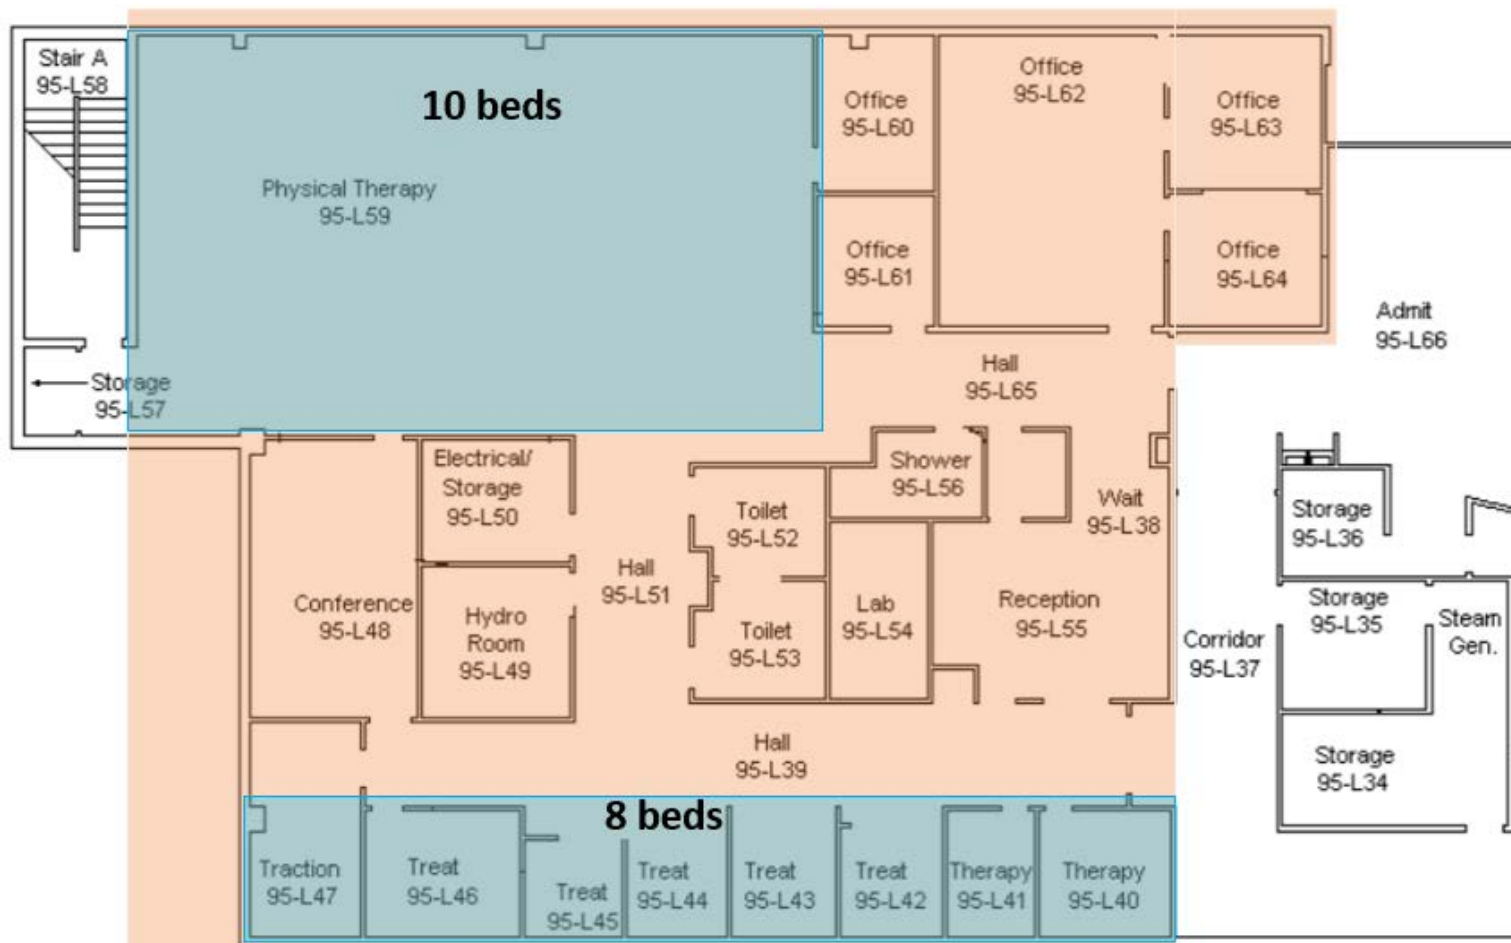 Stair A
95-L58
10 beds
Physical Therapy
95-L59
Office
95-L60
Office
95-L62
Office
95-L63
Office
95-L61
Office
95-L64
Admit
95-L66
Storage
95-L57
Hall
95-L65
Electrical/
Storage
95-L50
Shower
95-L56
Toilet
95-L52
Wait
95-L38
Storage
95-L36
Conference
95-L48
Hydro
Room
95-L49
Hall
95-L51
Toilet
95-L53
Lab
95-L54
Reception
95-L55
Corridor
95-L37
Storage
95-L35
Steam
Gen.
Hall
95-L39
Storage
95-L34
8 beds
Traction
95-L47
Treat
95-L46
Treat
95-L45
Treat
95-L44
Treat
95-L43
Treat
95-L42
Therapy
95-L41
Therapy
95-L40